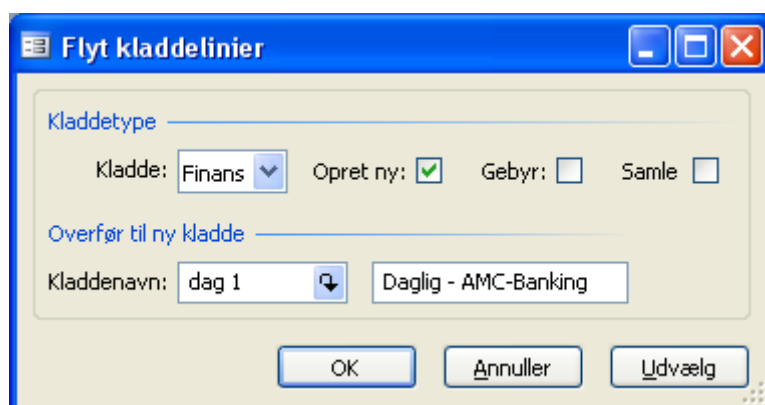 Flyt kladdelinier
Kladdetype
Kladde: Finans Opret ny: Gebyr: Samle
Overfør til ny kladde
Kladdenavn: dag 1 Daglig - AMC-Banking
OK Annuller Udvælg